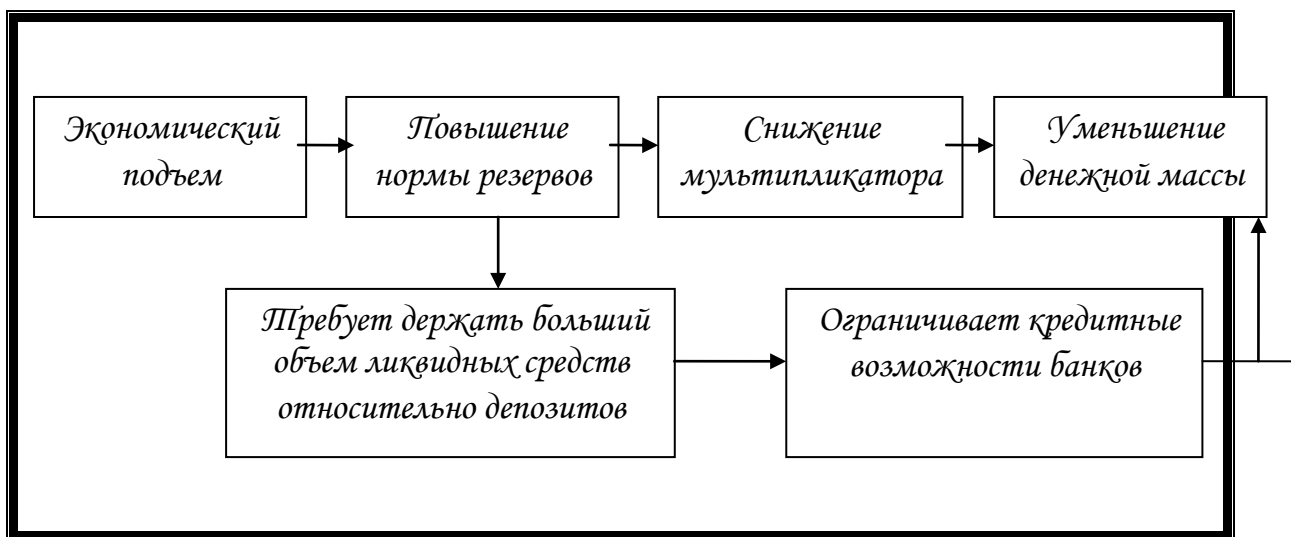 Экономический
подъем
Повышение
нормы резервов
Снижение
мультипликатора
Уменьшение
денежной массы
Требует держать больший
объем ликвидных средств
относительно депозитов
Ограничивает кредитные
возможности банков